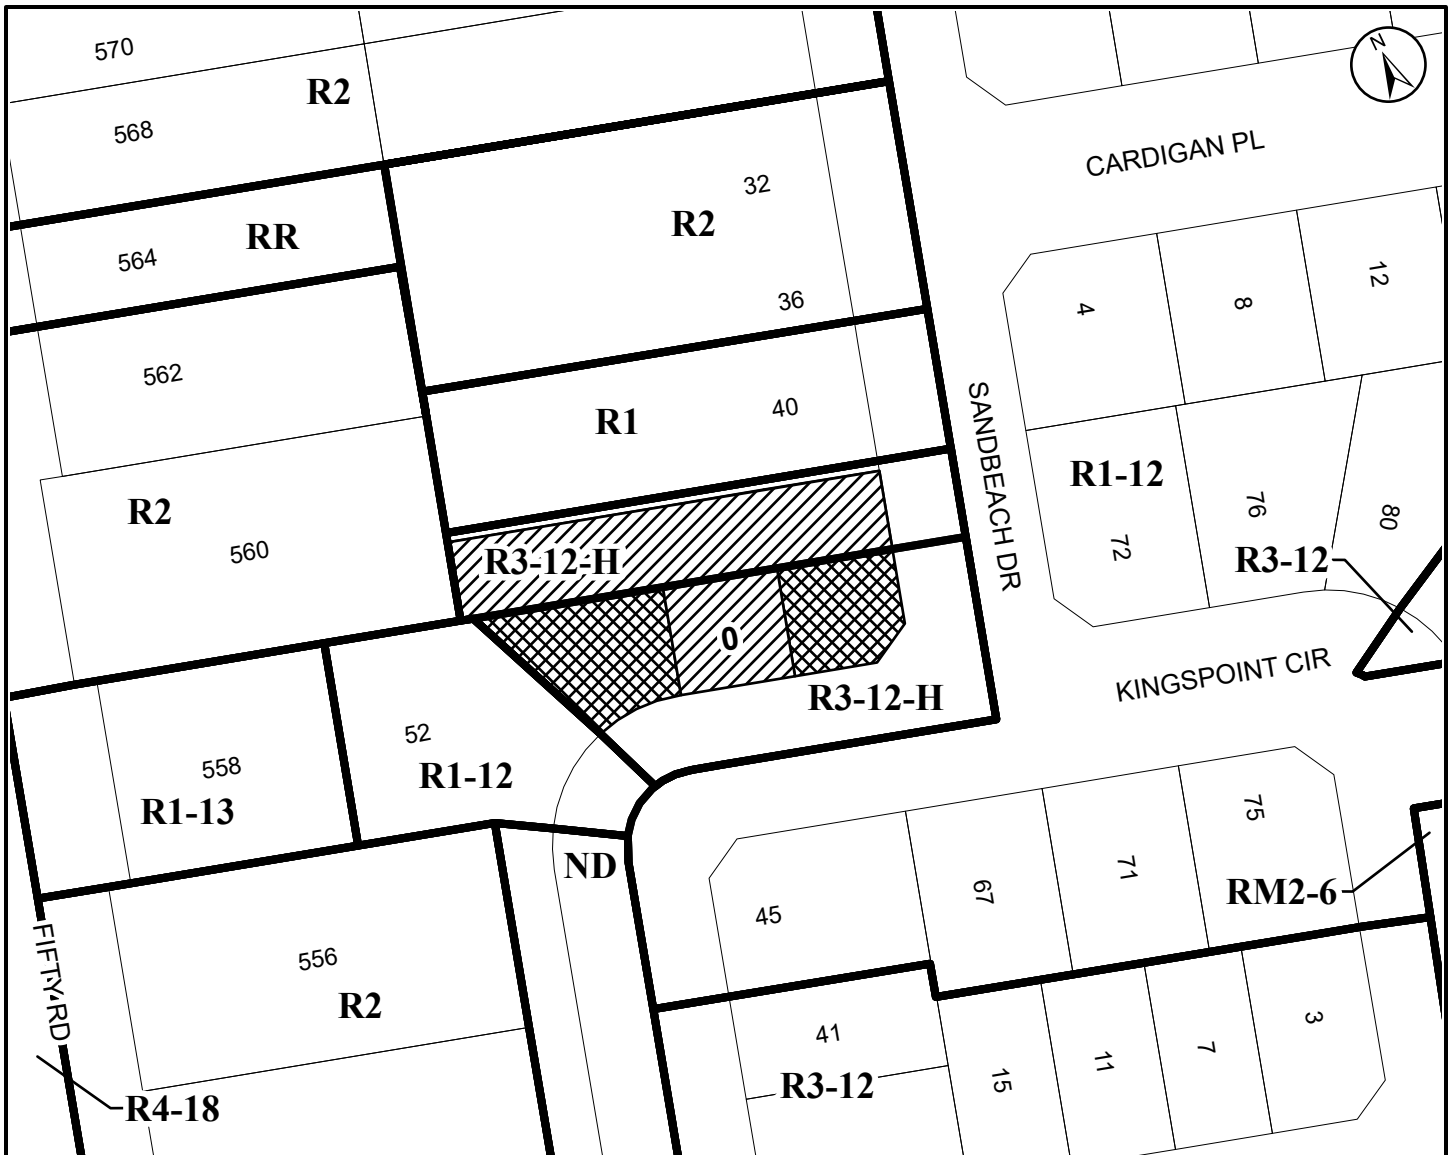 570
R2
568
N
CARDIGAN PL
32
R2
RR
564
36
4
8
12
562
R1
40
SANDBEACH DR
R2
560
R3-12-H
R1-12
72
76
80
R3-12
0
R3-12-H
KINGSPOINT CIR
52
R1-12
558
R1-13
ND
45
67
71
75
RM2-6
FIFTY RD
556
R2
41
R3-12
15
11
7
3
R4-18